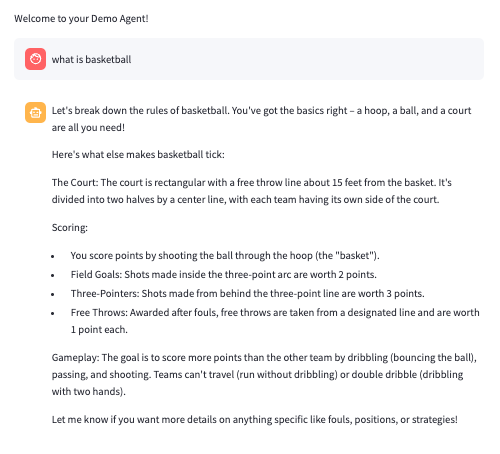 Welcome to your Demo Agent!
what is basketball
Let's break down the rules of basketball. You've got the basics right – a hoop, a ball, and a court
are all you need!
Here's what else makes basketball tick:
The Court: The court is rectangular with a free throw line about 15 feet from the basket. It's
divided into two halves by a center line, with each team having its own side of the court.
Scoring:
• You score points by shooting the ball through the hoop (the "basket").
• Field Goals: Shots made inside the three-point arc are worth 2 points.
• Three-Pointers: Shots made from behind the three-point line are worth 3 points.
• Free Throws: Awarded after fouls, free throws are taken from a designated line and are worth
1 point each.
Gameplay: The goal is to score more points than the other team by dribbling (bouncing the ball),
passing, and shooting. Teams can't travel (run without dribbling) or double dribble (dribbling
with two hands).
Let me know if you want more details on anything specific like fouls, positions, or strategies!